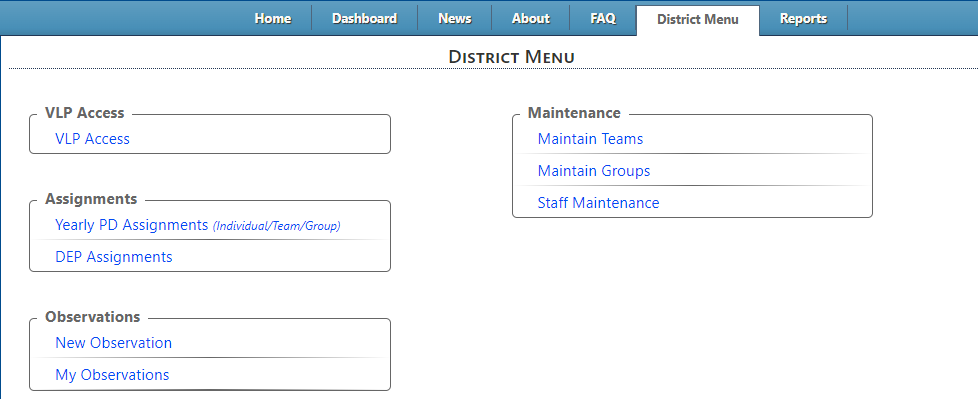 Home Dashboard News About FAQ District Menu Reports
District Menu
VLP Access
VLP Access
Assignments
Yearly PD Assignments (Individual/Team/Group)
DEP Assignments
Observations
New Observation
My Observations
Maintenance
Maintain Teams
Maintain Groups
Staff Maintenance